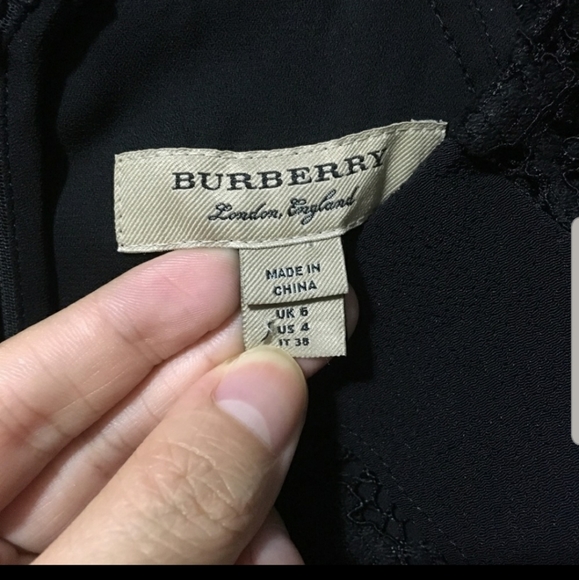 BURBERRY
London, England
MADE IN
CHINA
UK 6
US 4
IT 38